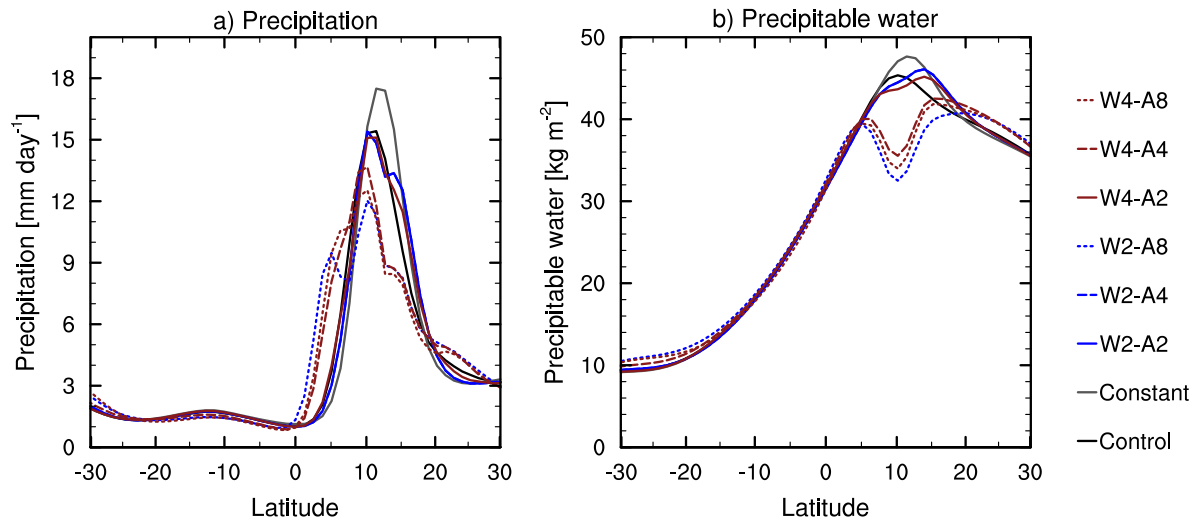 a) Precipitation
Precipitation [mm day-1]
18
15
12
9
6
3
0
-30 -20 -10 0 10 20 30
Latitude
b) Precipitable water
Precipitable water [kg m-2]
50
40
30
20
10
0
-30 -20 -10 0 10 20 30
Latitude
W4-A8
W4-A4
W4-A2
W2-A8
W2-A4
W2-A2
Constant
Control